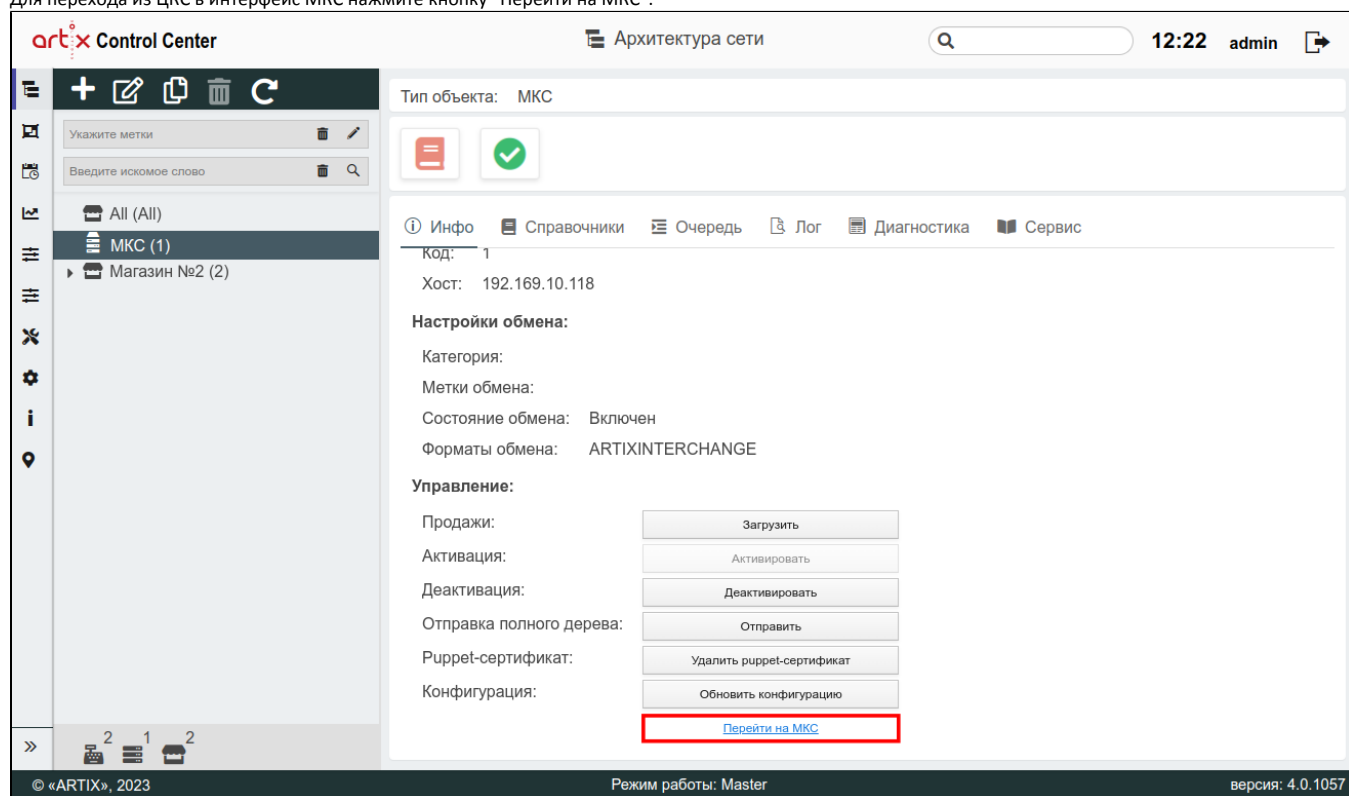 Для перехода из ЦКС в интерфейс МКС нажмите кнопку "Перейти на МКС".
artix Control Center
Архитектура сети
12:22 admin
Тип объекта: МКС
Укажите метки
Введите искомое слово
All (All)
МКС (1)
Магазин №2 (2)
Инфо Справочники Очередь Лог Диагностика Сервис
Код: 1
Хост: 192.169.10.118
Настройки обмена:
Категория:
Метки обмена:
Состояние обмена: Включен
Форматы обмена: ARTIXINTERCHANGE
Управление:
Продажи: Загрузить
Активация: Активировать
Деактивация: Деактивировать
Отправка полного дерева: Отправить
Puppet-сертификат: Удалить puppet-сертификат
Конфигурация: Обновить конфигурацию
Перейти на МКС
2 1 2
© «ARTIX», 2023 Режим работы: Master версия: 4.0.1057